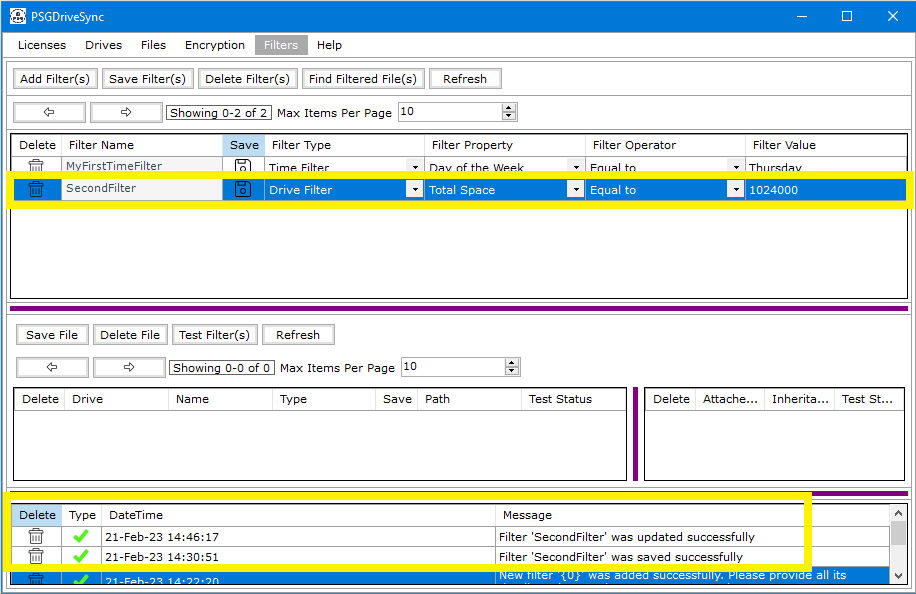 PSGDriveSync
Licenses Drives Files Encryption Filters Help
Add Filter(s) Save Filter(s) Delete Filter(s) Find Filtered File(s) Refresh
Showing 0-2 of 2 Max Items Per Page 10
Delete Filter Name Save Filter Type Filter Property Filter Operator Filter Value
MyFirstTimeFilter Time Filter Day of the Week Equal to Thursday
SecondFilter Drive Filter Total Space Equal to 1024000
Save File Delete File Test Filter(s) Refresh
Showing 0-0 of 0 Max Items Per Page 10
Delete Drive Name Type Save Path Test Status Delete Attache... Inherita... Test St...
Delete Type DateTime Message
21-Feb-23 14:46:17 Filter 'SecondFilter' was updated successfully
21-Feb-23 14:30:51 Filter 'SecondFilter' was saved successfully
21-Feb-23 14:22:20 New filter '{0}' was added successfully. Please provide all its